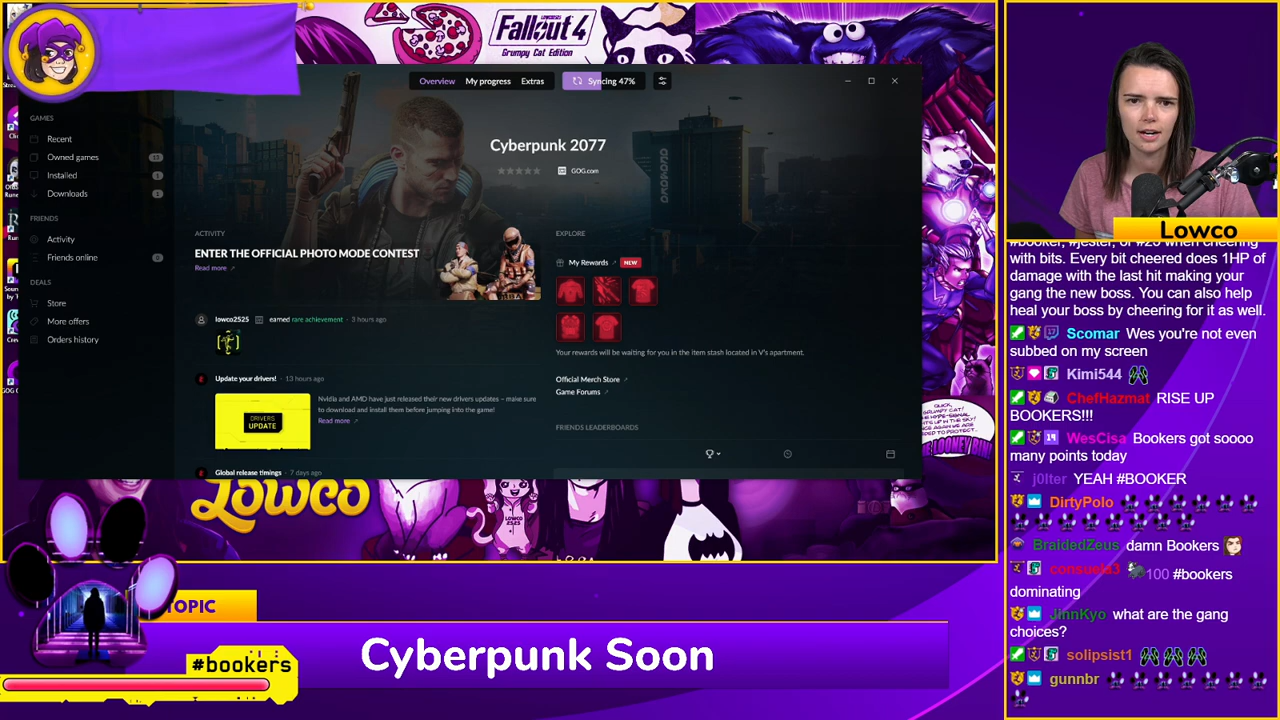 Fallout 4
Grumpy Cat Edition
Overview My progress Extras Syncing 47%
GAMES
Recent
Owned games
Installed
Downloads
FRIENDS
Activity
Friends online
DEALS
Store
More offers
Orders history
Cyberpunk 2077
GOG.com
ACTIVITY
ENTER THE OFFICIAL PHOTO MODE CONTEST
Read more
lowco2525 earned rare achievement · 3 hours ago
Update your drivers! · 13 hours ago
DRIVERS
UPDATE
Nvidia and AMD have just released their new drivers updates – make sure
to download and install them before jumping into the game!
Read more
Global release timings · 7 days ago
EXPLORE
My Rewards NEW
Your rewards will be waiting for you in the item stash located in V's apartment.
Official Merch Store
Game Forums
FRIENDS LEADERBOARDS
Lowco
LOWCO
2525
TOPIC
#bookers
Cyberpunk Soon
Lowco
#booker, #jester, or #26 when cheering
with bits. Every bit cheered does 1HP of
damage with the last hit making your
gang the new boss. You can also help
heal your boss by cheering for it as well.
Scomar Wes you're not even
subbed on my screen
Kimi544
ChefHazmat RISE UP
BOOKERS!!!
WesCisa Bookers got soooo
many points today
j0lter YEAH #BOOKER
DirtyPolo
BraidedZeus damn Bookers
consuela3 100 #bookers
dominating
JinnKyo what are the gang
choices?
solipsist1
gunnbr